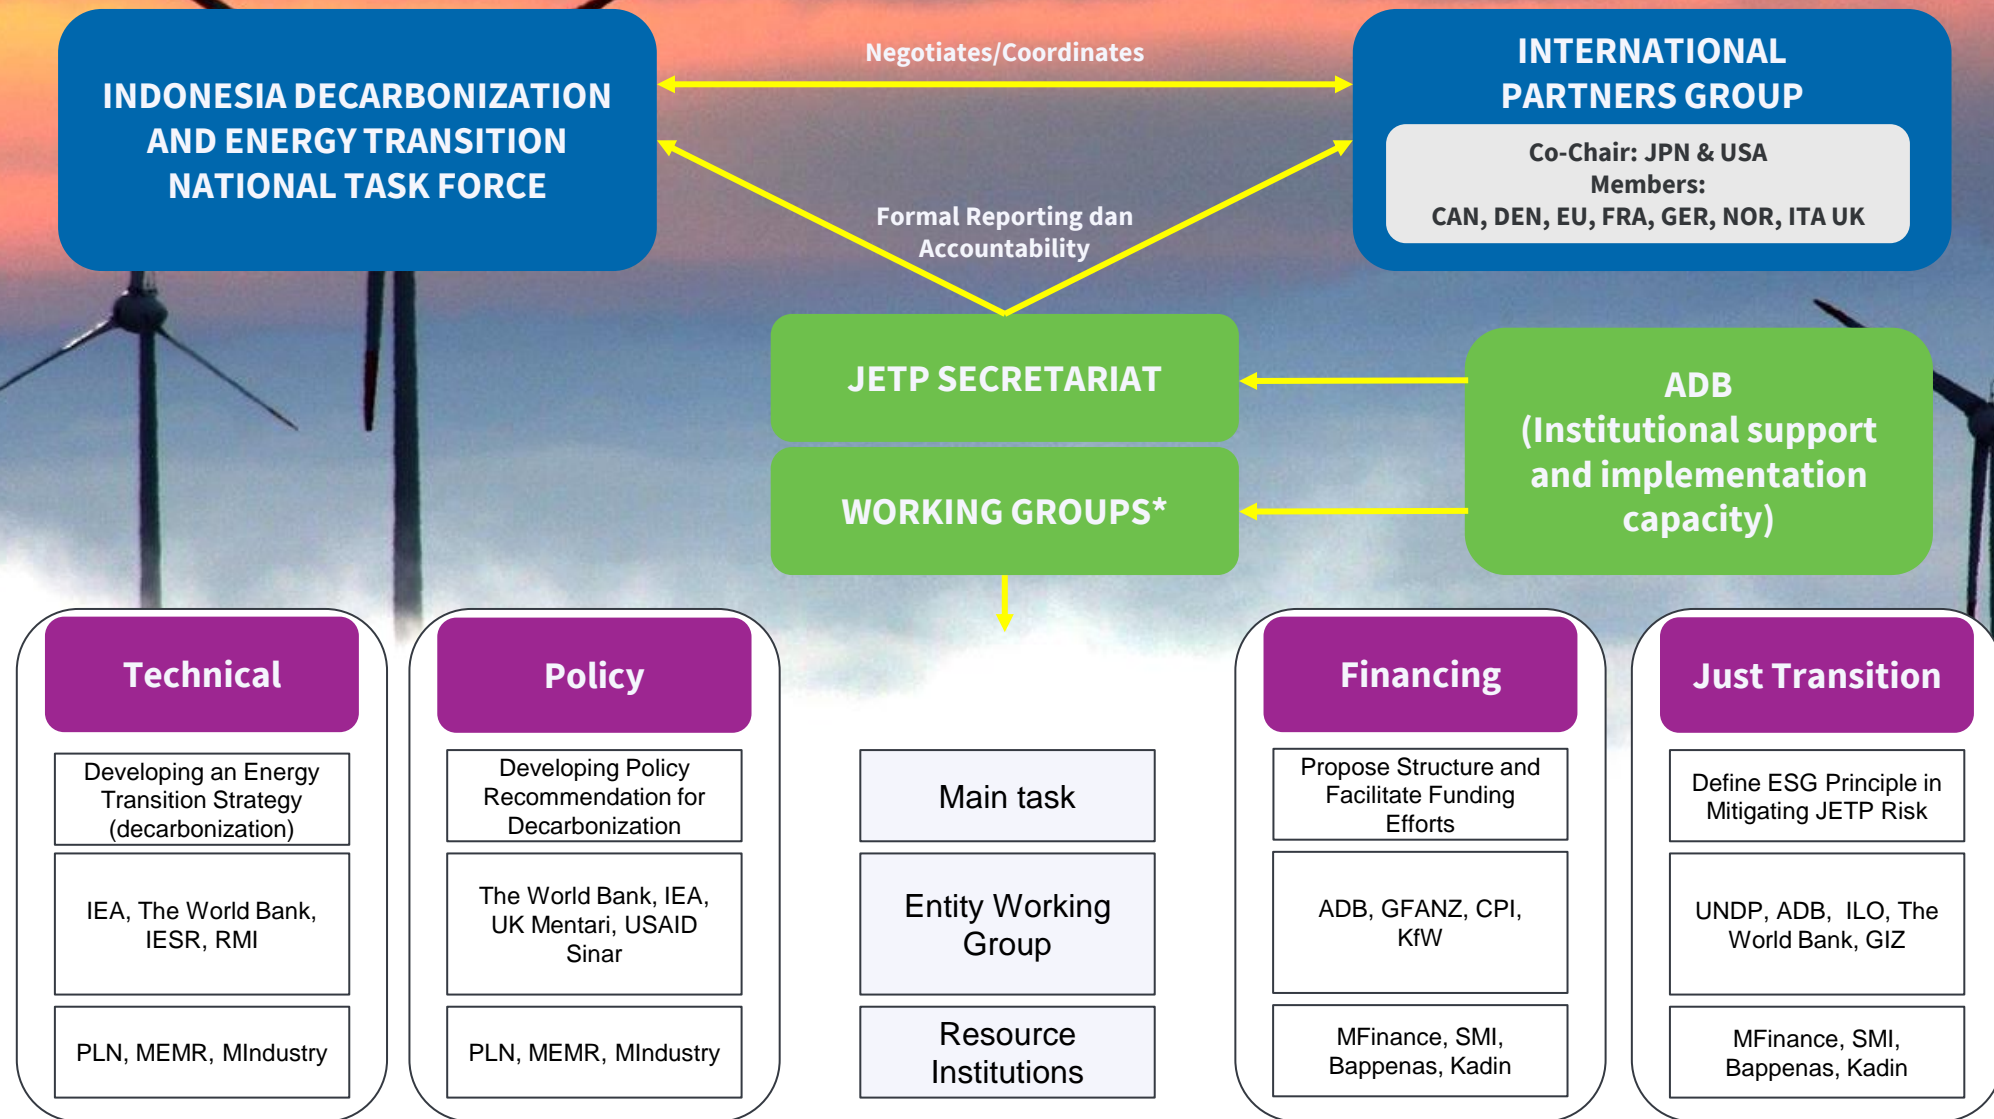 INDONESIA DECARBONIZATION
AND ENERGY TRANSITION
NATIONAL TASK FORCE
Negotiates/Coordinates
INTERNATIONAL
PARTNERS GROUP
Co-Chair: JPN & USA
Members:
CAN, DEN, EU, FRA, GER, NOR, ITA UK
Formal Reporting dan
Accountability
JETP SECRETARIAT
WORKING GROUPS*
ADB
(Institutional support
and implementation
capacity)
Technical
Developing an Energy
Transition Strategy
(decarbonization)
IEA, The World Bank,
IESR, RMI
PLN, MEMR, MIndustry
Policy
Developing Policy
Recommendation for
Decarbonization
The World Bank, IEA,
UK Mentari, USAID
Sinar
PLN, MEMR, MIndustry
Main task
Entity Working
Group
Resource
Institutions
Financing
Propose Structure and
Facilitate Funding
Efforts
ADB, GFANZ, CPI,
KfW
MFinance, SMI,
Bappenas, Kadin
Just Transition
Define ESG Principle in
Mitigating JETP Risk
UNDP, ADB, ILO, The
World Bank, GIZ
MFinance, SMI,
Bappenas, Kadin